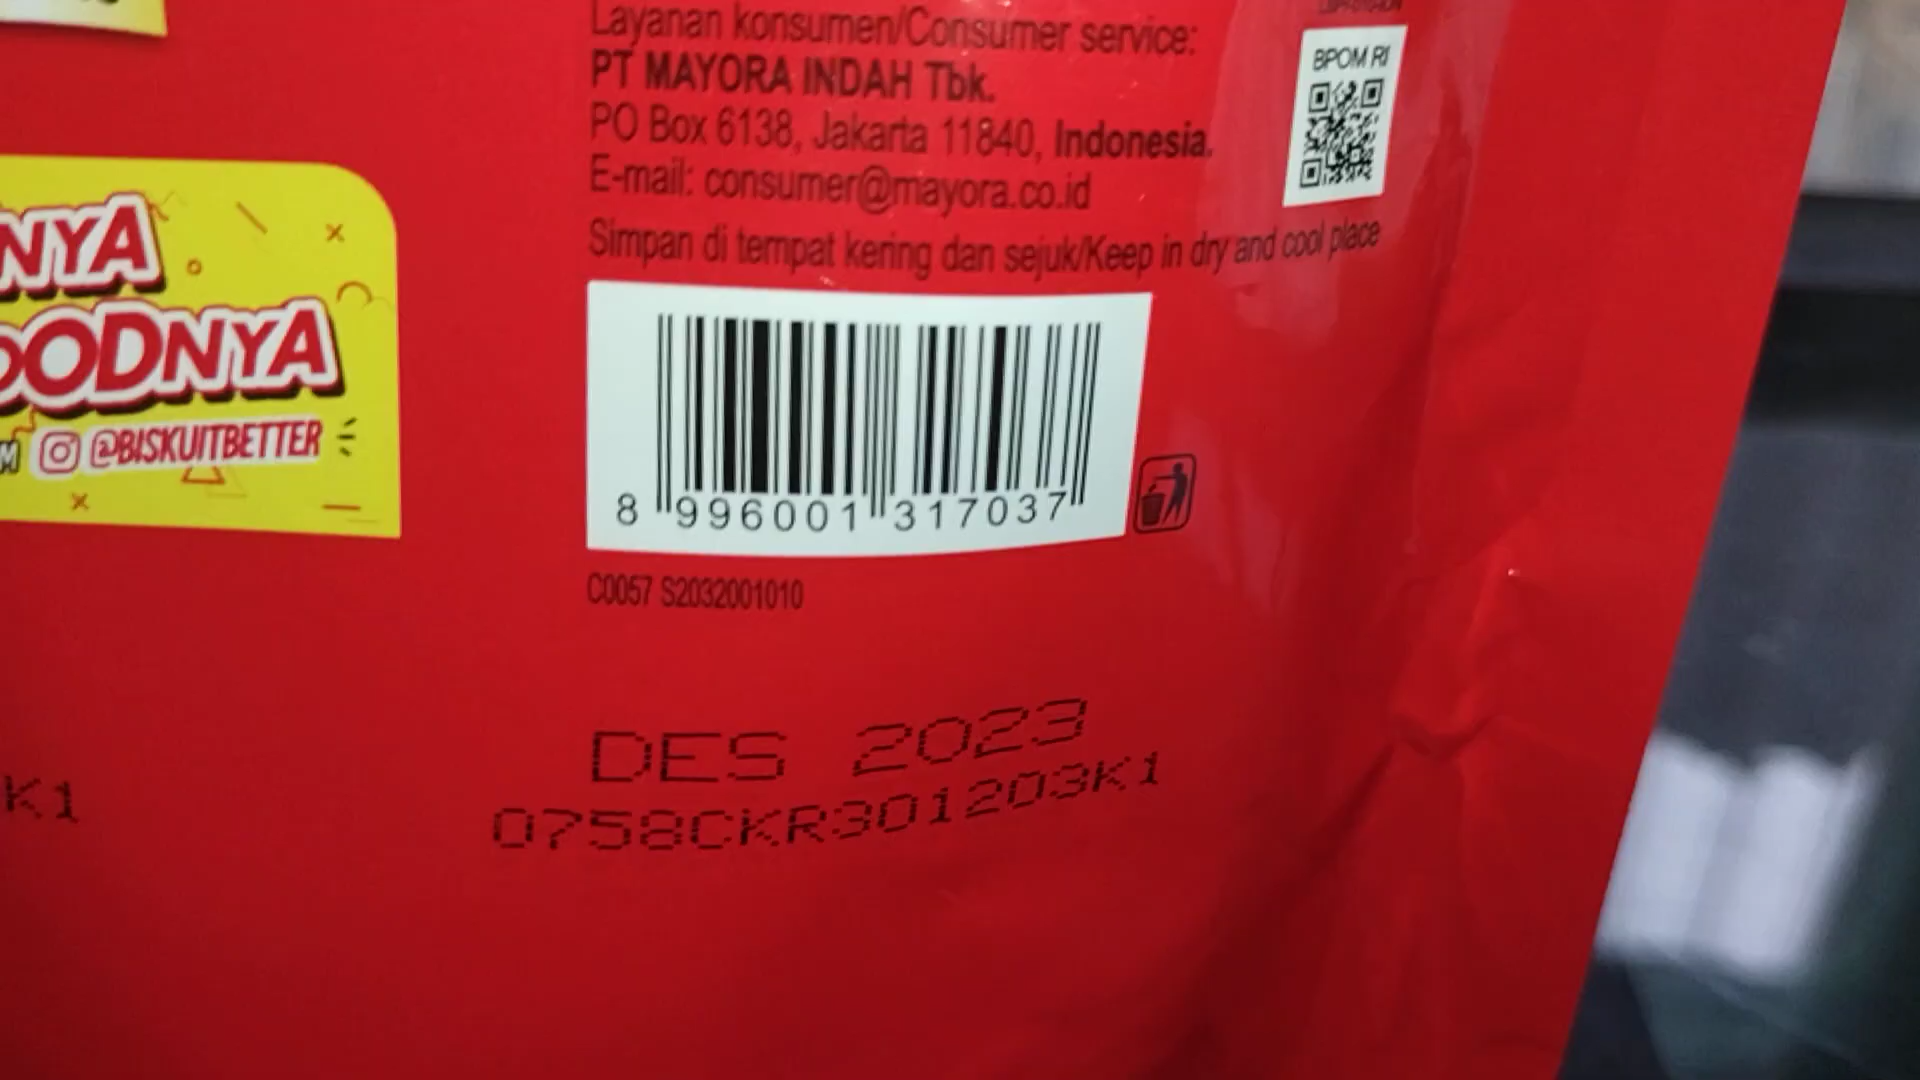 Layanan konsumen/Consumer service:
PT MAYORA INDAH Tbk.
PO Box 6138, Jakarta 11840, Indonesia.
E-mail: consumer@mayora.co.id
Simpan di tempat kering dan sejuk/Keep in dry and cool place
BPOM RI
NYA
OODNYA
M @BISKUITBETTER
8 996001 317037
C0057 S2032001010
DES 2023
0758CKR301203K1
K1